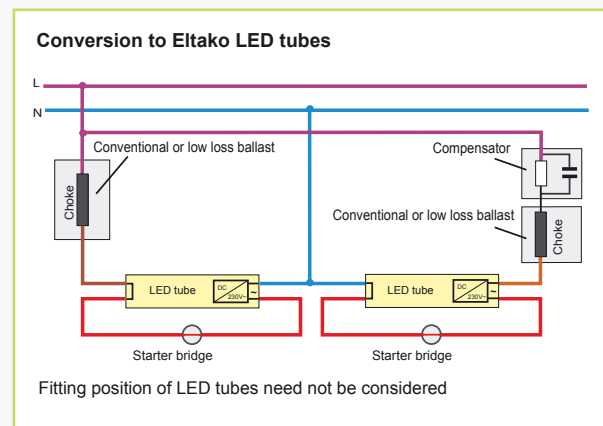 Conversion to Eltako LED tubes
L
N
Conventional or low loss ballast
Compensator
Choke
Conventional or low loss ballast
Choke
LED tube
DC
230V~
~
LED tube
DC
230V~
~
Starter bridge
Starter bridge
Fitting position of LED tubes need not be considered